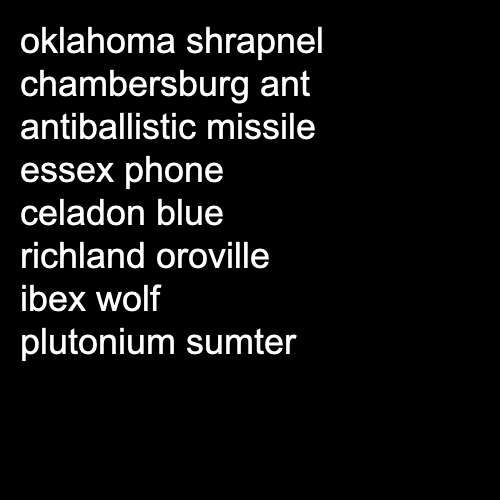 oklahoma shrapnel
chambersburg ant
antiballistic missile
essex phone
celadon blue
richland oroville
ibex wolf
plutonium sumter